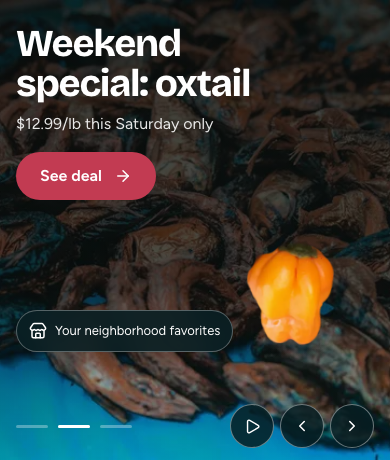 Weekend
special: oxtail
$12.99/lb this Saturday only
See deal
Your neighborhood favorites